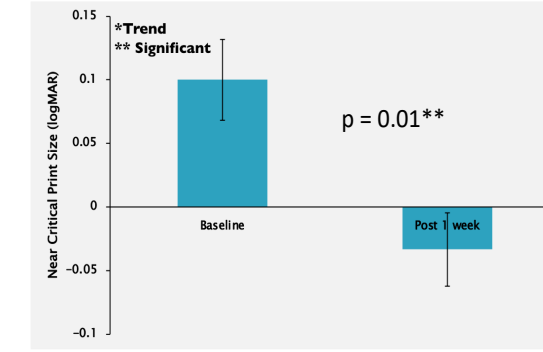 0.15
*Trend
** Significant
0.1
p = 0.01**
0.05
0
Baseline
Post 1 week
–0.05
–0.1
Near Critical Print Size (logMAR)